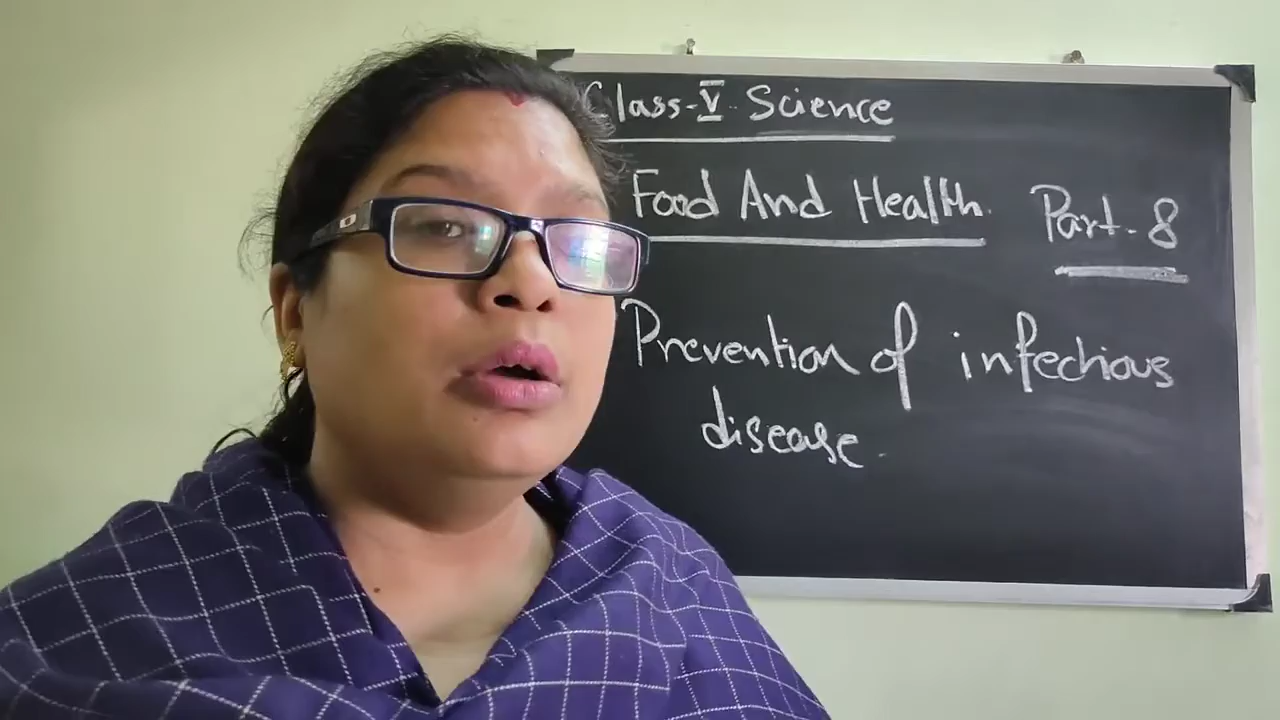 Class-V Science
Food And Health.
Part-8
Prevention of infectious
disease.